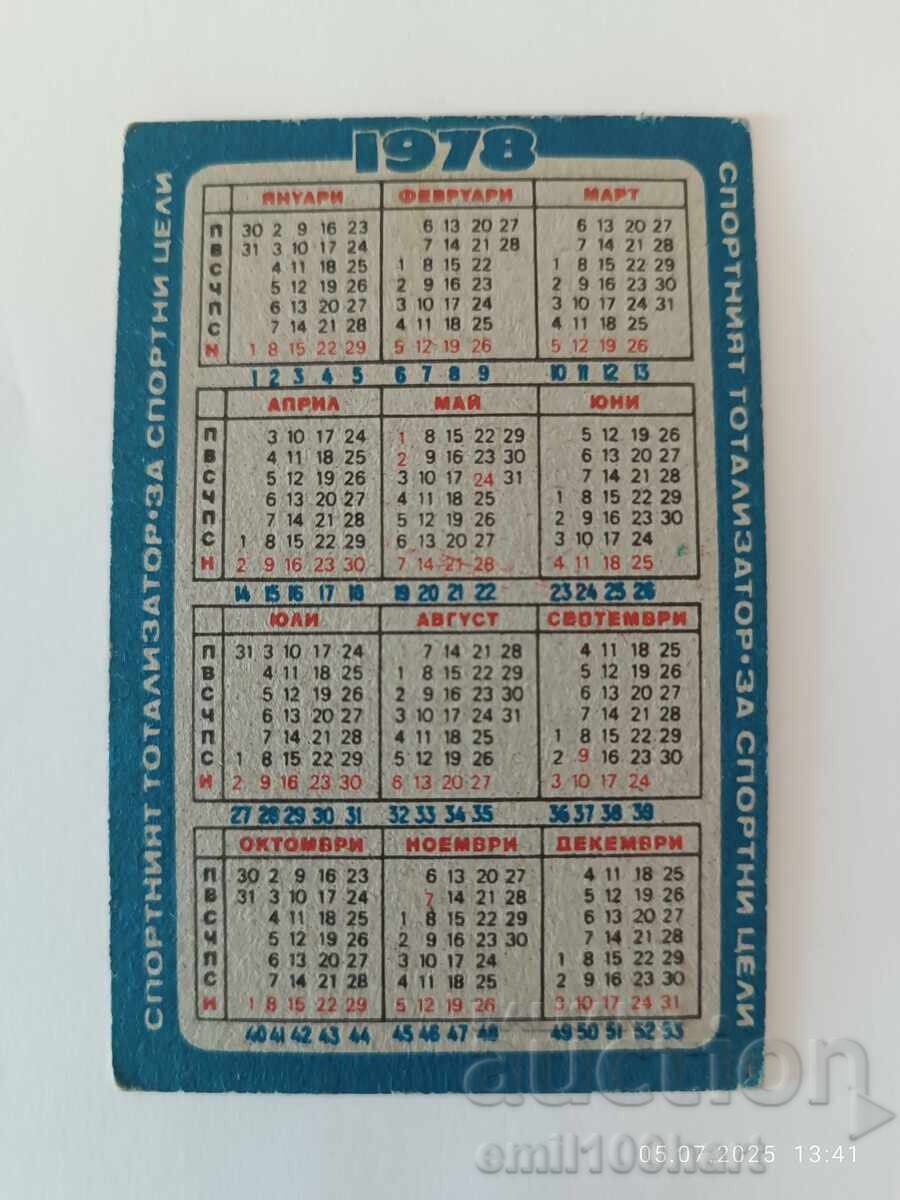 1978
СПОРТНИЯТ ТОТАЛИЗАТОР·ЗА СПОРТНИ ЦЕЛИ
СПОРТНИЯТ ТОТАЛИЗАТОР·ЗА СПОРТНИ ЦЕЛИ
ЯНУАРИ ФЕВРУАРИ МАРТ
П 30 2 9 16 23 6 13 20 27 6 13 20 27
В 31 3 10 17 24 7 14 21 28 7 14 21 28
С 4 11 18 25 1 8 15 22 1 8 15 22 29
Ч 5 12 19 26 2 9 16 23 2 9 16 23 30
П 6 13 20 27 3 10 17 24 3 10 17 24 31
С 7 14 21 28 4 11 18 25 4 11 18 25
Н 1 8 15 22 29 5 12 19 26 5 12 19 26
1 2 3 4 5 6 7 8 9 10 11 12 13
АПРИЛ МАЙ ЮНИ
П 3 10 17 24 1 8 15 22 29 5 12 19 26
В 4 11 18 25 2 9 16 23 30 6 13 20 27
С 5 12 19 26 3 10 17 24 31 7 14 21 28
Ч 6 13 20 27 4 11 18 25 1 8 15 22 29
П 7 14 21 28 5 12 19 26 2 9 16 23 30
С 1 8 15 22 29 6 13 20 27 3 10 17 24
Н 2 9 16 23 30 7 14 21 28 4 11 18 25
14 15 16 17 18 19 20 21 22 23 24 25 26
ЮЛИ АВГУСТ СЕПТЕМВРИ
П 31 3 10 17 24 7 14 21 28 4 11 18 25
В 4 11 18 25 1 8 15 22 29 5 12 19 26
С 5 12 19 26 2 9 16 23 30 6 13 20 27
Ч 6 13 20 27 3 10 17 24 31 7 14 21 28
П 7 14 21 28 4 11 18 25 1 8 15 22 29
С 1 8 15 22 29 5 12 19 26 2 9 16 23 30
Н 2 9 16 23 30 6 13 20 27 3 10 17 24
27 28 29 30 31 32 33 34 35 36 37 38 39
ОКТОМВРИ НОЕМВРИ ДЕКЕМВРИ
П 30 2 9 16 23 6 13 20 27 4 11 18 25
В 31 3 10 17 24 7 14 21 28 5 12 19 26
С 4 11 18 25 1 8 15 22 29 6 13 20 27
Ч 5 12 19 26 2 9 16 23 30 7 14 21 28
П 6 13 20 27 3 10 17 24 1 8 15 22 29
С 7 14 21 28 4 11 18 25 2 9 16 23 30
Н 1 8 15 22 29 5 12 19 26 3 10 17 24 31
40 41 42 43 44 45 46 47 48 49 50 51 52 53
auction
emil100hart
05.07.2025 13:41